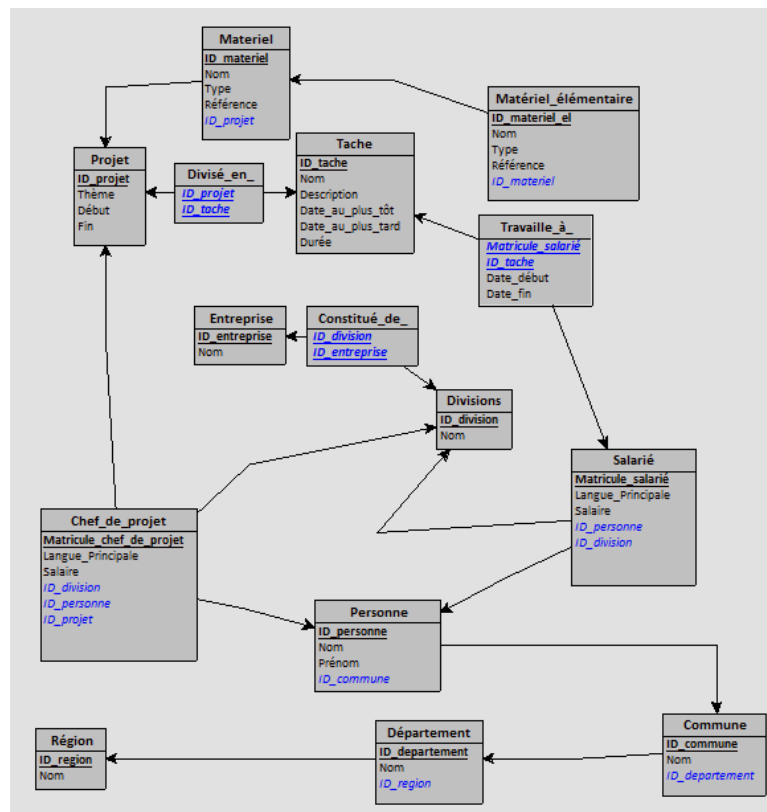 Materiel
ID_materiel
Nom
Type
Référence
ID_projet
Matériel_élémentaire
ID_materiel_el
Nom
Type
Référence
ID_materiel
Projet
ID_projet
Thème
Début
Fin
Divisé_en_
ID_projet
ID_tache
Tache
ID_tache
Nom
Description
Date_au_plus_tôt
Date_au_plus_tard
Durée
Travaille_à_
Matricule_salarié
ID_tache
Date_début
Date_fin
Entreprise
ID_entreprise
Nom
Constitué_de_
ID_division
ID_entreprise
Divisions
ID_division
Nom
Salarié
Matricule_salarié
Langue_Principale
Salaire
ID_personne
ID_division
Chef_de_projet
Matricule_chef_de_projet
Langue_Principale
Salaire
ID_division
ID_personne
ID_projet
Personne
ID_personne
Nom
Prénom
ID_commune
Région
ID_region
Nom
Département
ID_departement
Nom
ID_region
Commune
ID_commune
Nom
ID_departement